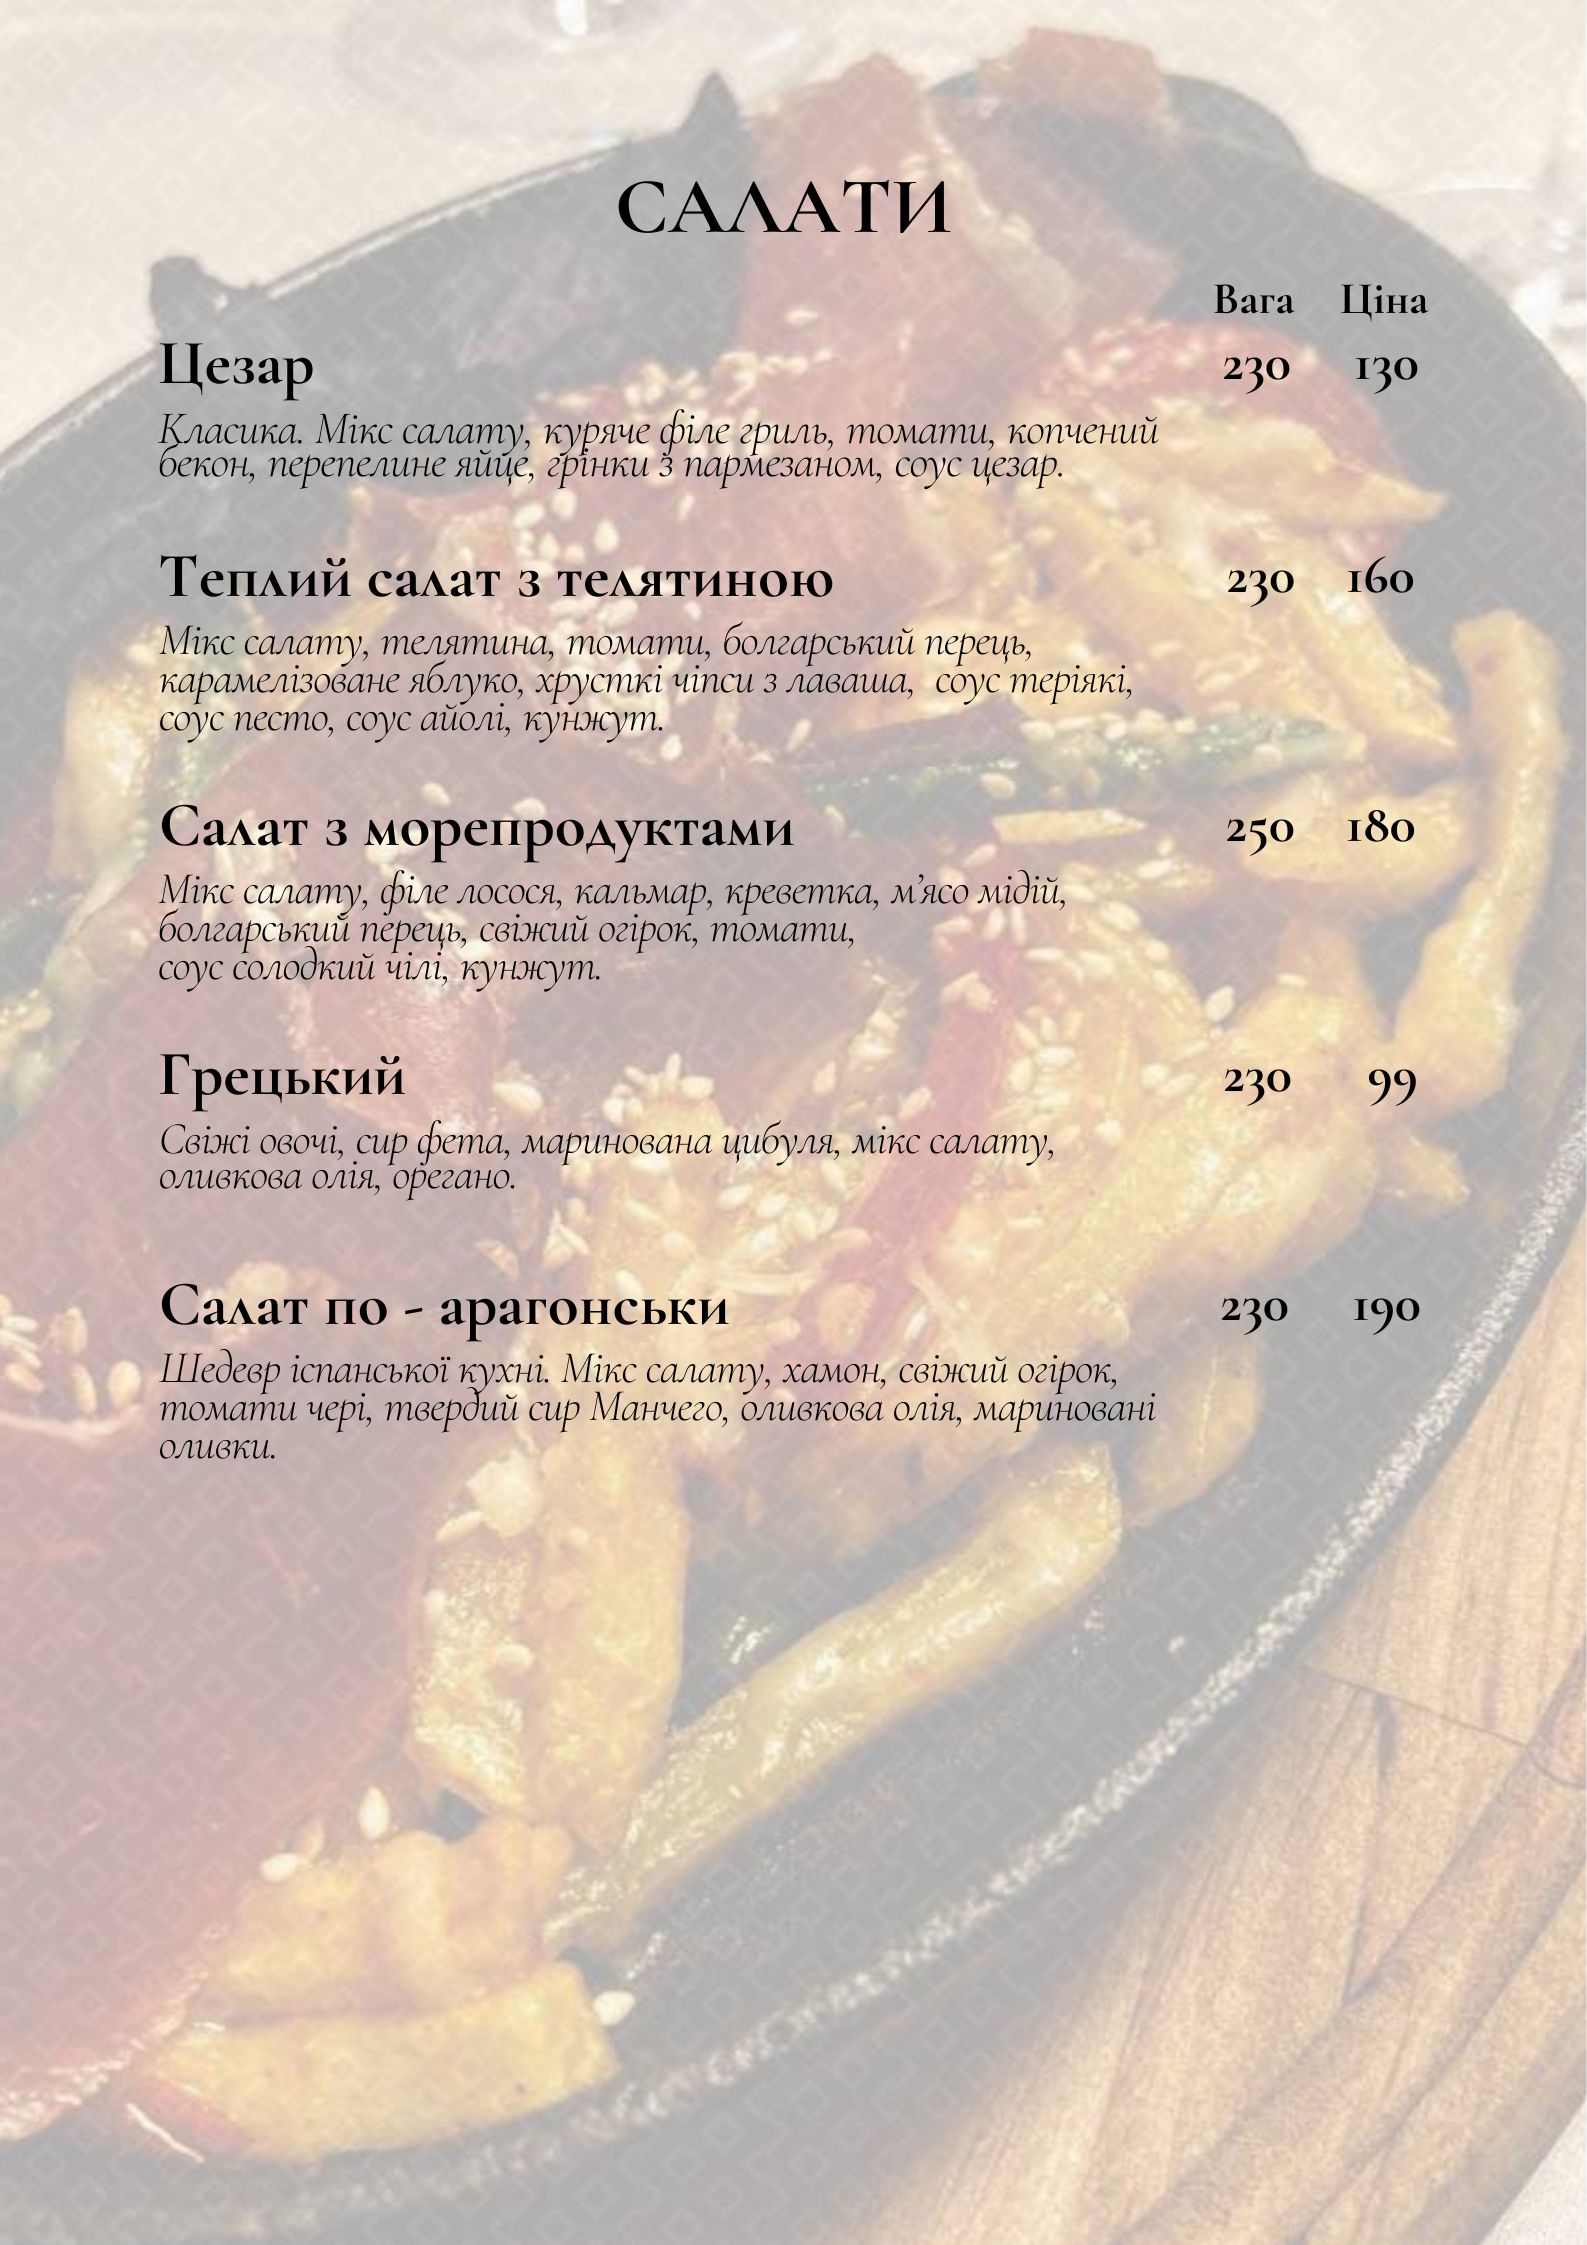 САЛАТИ
Вага Ціна
Цезар 230 130
Класика. Мікс салату, куряче філе гриль, томати, копчений
бекон, перепелине яйце, грінки з пармезаном, соус цезар.
Теплий салат з телятиною 230 160
Мікс салату, телятина, томати, болгарський перець,
карамелізоване яблуко, хрусткі чіпси з лаваша, соус теріякі,
соус песто, соус айолі, кунжут.
Салат з морепродуктами 250 180
Мікс салату, філе лосося, кальмар, креветка, м’ясо мідій,
болгарський перець, свіжий огірок, томати,
соус солодкий чілі, кунжут.
Грецький 230 99
Свіжі овочі, сир фета, маринована цибуля, мікс салату,
оливкова олія, орегано.
Салат по - арагонськи 230 190
Шедевр іспанської кухні. Мікс салату, хамон, свіжий огірок,
томати чері, твердий сир Манчего, оливкова олія, мариновані
оливки.